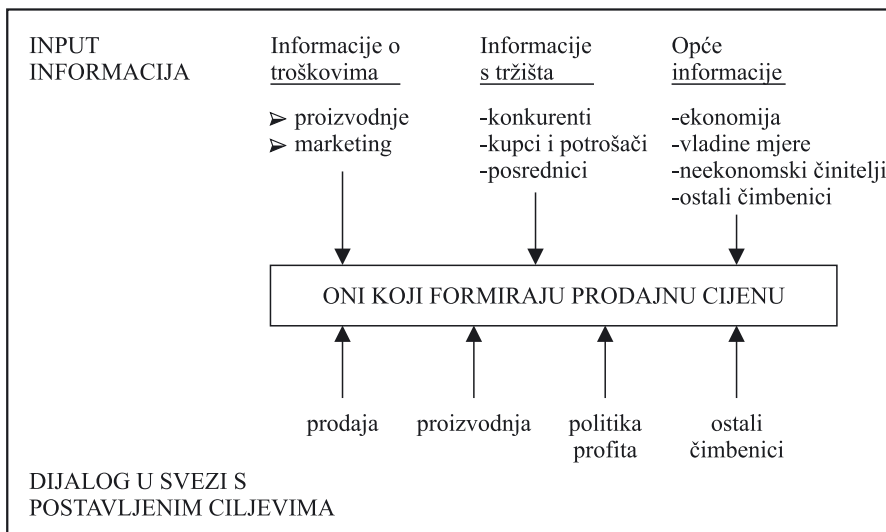 INPUT
INFORMACIJA
Informacije o
troškovima
➢ proizvodnje
➢ marketing
Informacije
s tržišta
-konkurenti
-kupci i potrošači
-posrednici
Opće
informacije
-ekonomija
-vladine mjere
-neekonomski činitelji
-ostali čimbenici
ONI KOJI FORMIRAJU PRODAJNU CIJENU
prodaja
proizvodnja
politika
profita
ostali
čimbenici
DIJALOG U SVEZI S
POSTAVLJENIM CILJEVIMA